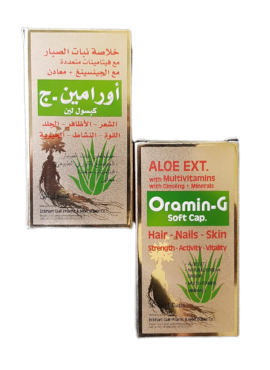 خلاصة نبات الصبار
مع فيتامينات متعددة
مع الجينسينغ + معادن
أورامين-ج
كبسول لين
الشعر - الأظافر - الجلد
القوة - النشاط - الحيوية
ALOE EXT.
with Multivitamins
with Ginseng + Minerals
Oramin-G
Soft Cap.
Hair - Nails - Skin
Strength - Activity - Vitality